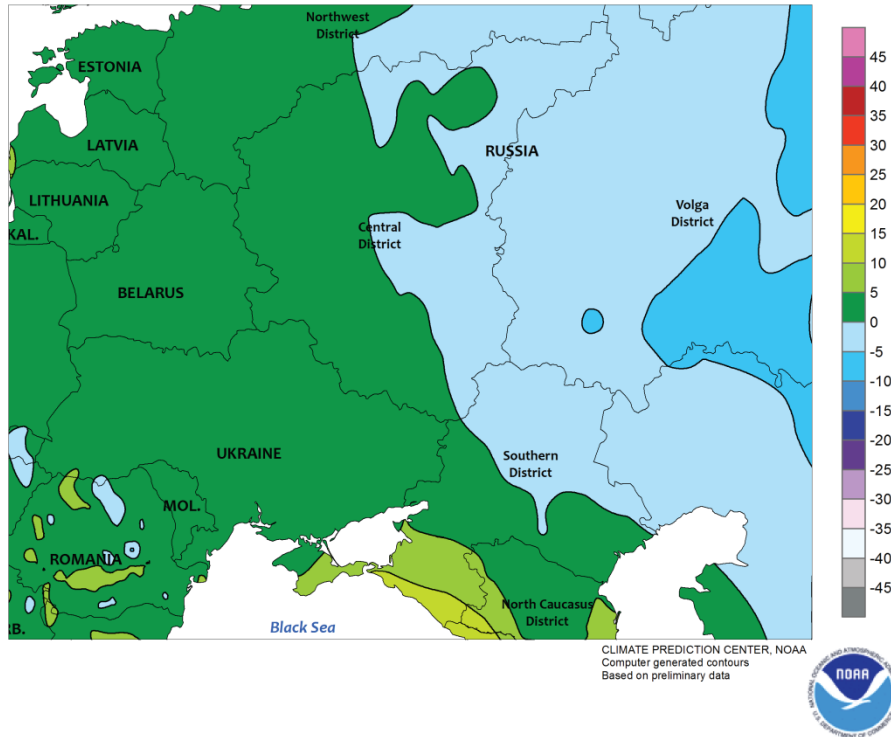 Northwest
District
ESTONIA
LATVIA
RUSSIA
LITHUANIA
Volga
District
KAL.
Central
District
BELARUS
UKRAINE
Southern
District
MOL.
ROMANIA
North Caucasus
District
RB.
Black Sea
45
40
35
30
25
20
15
10
5
0
-5
-10
-15
-20
-25
-30
-35
-40
-45
CLIMATE PREDICTION CENTER, NOAA
Computer generated contours
Based on preliminary data
NOAA